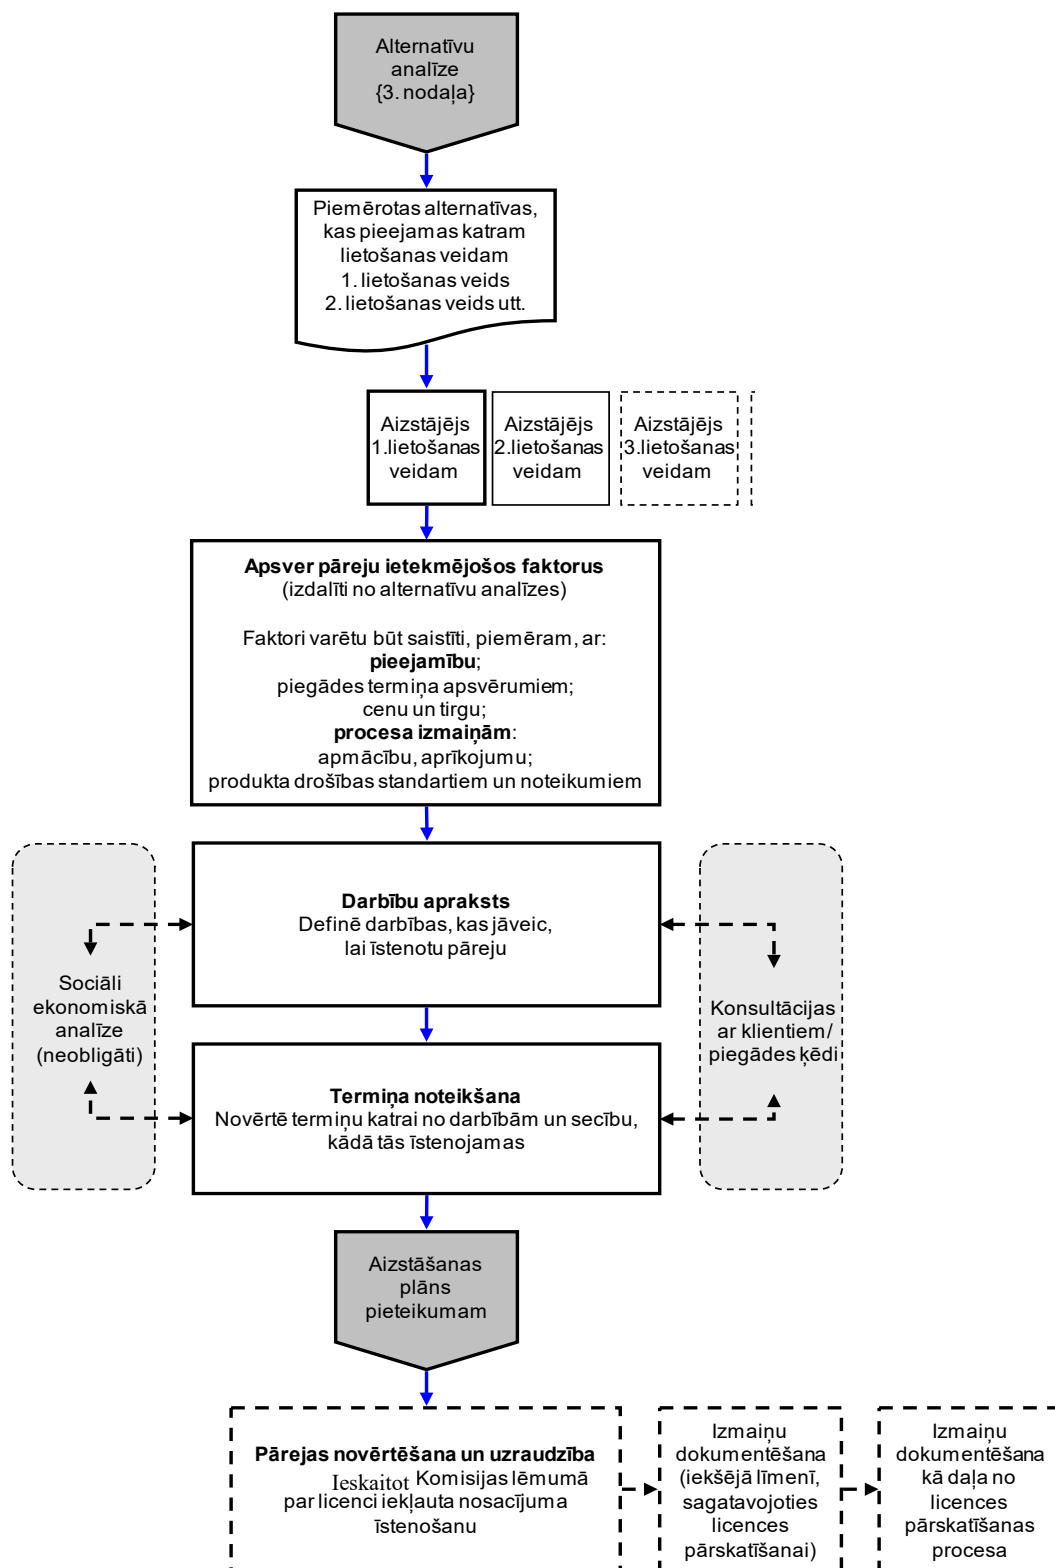 Alternatīvu
analīze
{3. nodaļa}
Piemērotas alternatīvas,
kas pieejamas katram
lietošanas veidam
1. lietošanas veids
2. lietošanas veids utt.
Aizstājējs
1.lietošanas
veidam
Aizstājējs
2.lietošanas
veidam
Aizstājējs
3.lietošanas
veidam
Apsver pāreju ietekmējošos faktorus
(izdalīti no alternatīvu analīzes)
Faktori varētu būt saistīti, piemēram, ar:
pieejamību;
piegādes termiņa apsvērumiem;
cenu un tirgu;
procesa izmaiņām:
apmācību, aprīkojumu;
produkta drošības standartiem un noteikumiem
Darbību apraksts
Definē darbības, kas jāveic,
lai īstenotu pāreju
Sociāli
ekonomiskā
analīze
(neobligāti)
Konsultācijas
ar klientiem/
piegādes ķēdi
Termiņa noteikšana
Novērtē termiņu katrai no darbībām un secību,
kādā tās īstenojamas
Aizstāšanas
plāns
pieteikumam
Pārejas novērtēšana un uzraudzība
Ieskaitot Komisijas lēmumā
par licenci iekļauta nosacījuma
īstenošanu
Izmaiņu
dokumentēšana
(iekšējā līmenī,
sagatavojoties
licences
pārskatīšanai)
Izmaiņu
dokumentēšana
kā daļa no
licences
pārskatīšanas
procesa